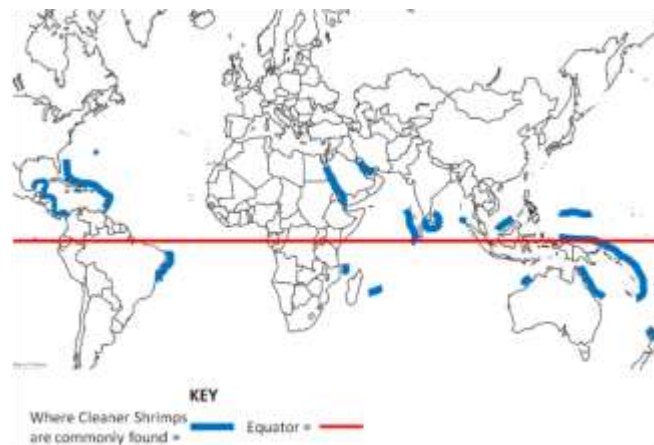 KEY
Where Cleaner Shrimps
are commonly found =
Equator =